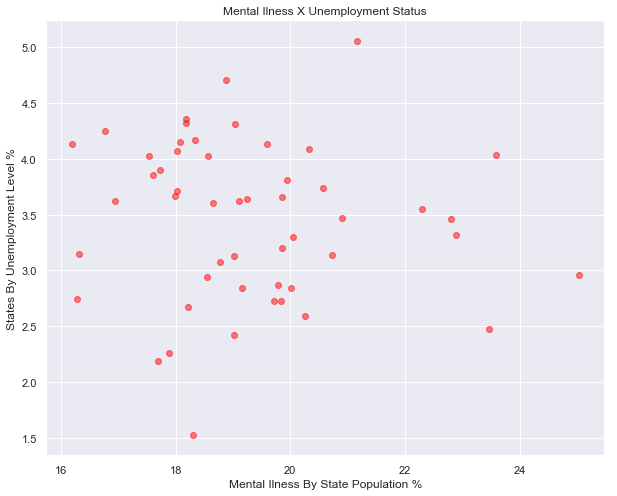 Mental Ilness X Unemployment Status
5.0
4.5
4.0
3.5
3.0
2.5
2.0
1.5
States By Unemployment Level %
16 18 20 22 24
Mental Ilness By State Population %